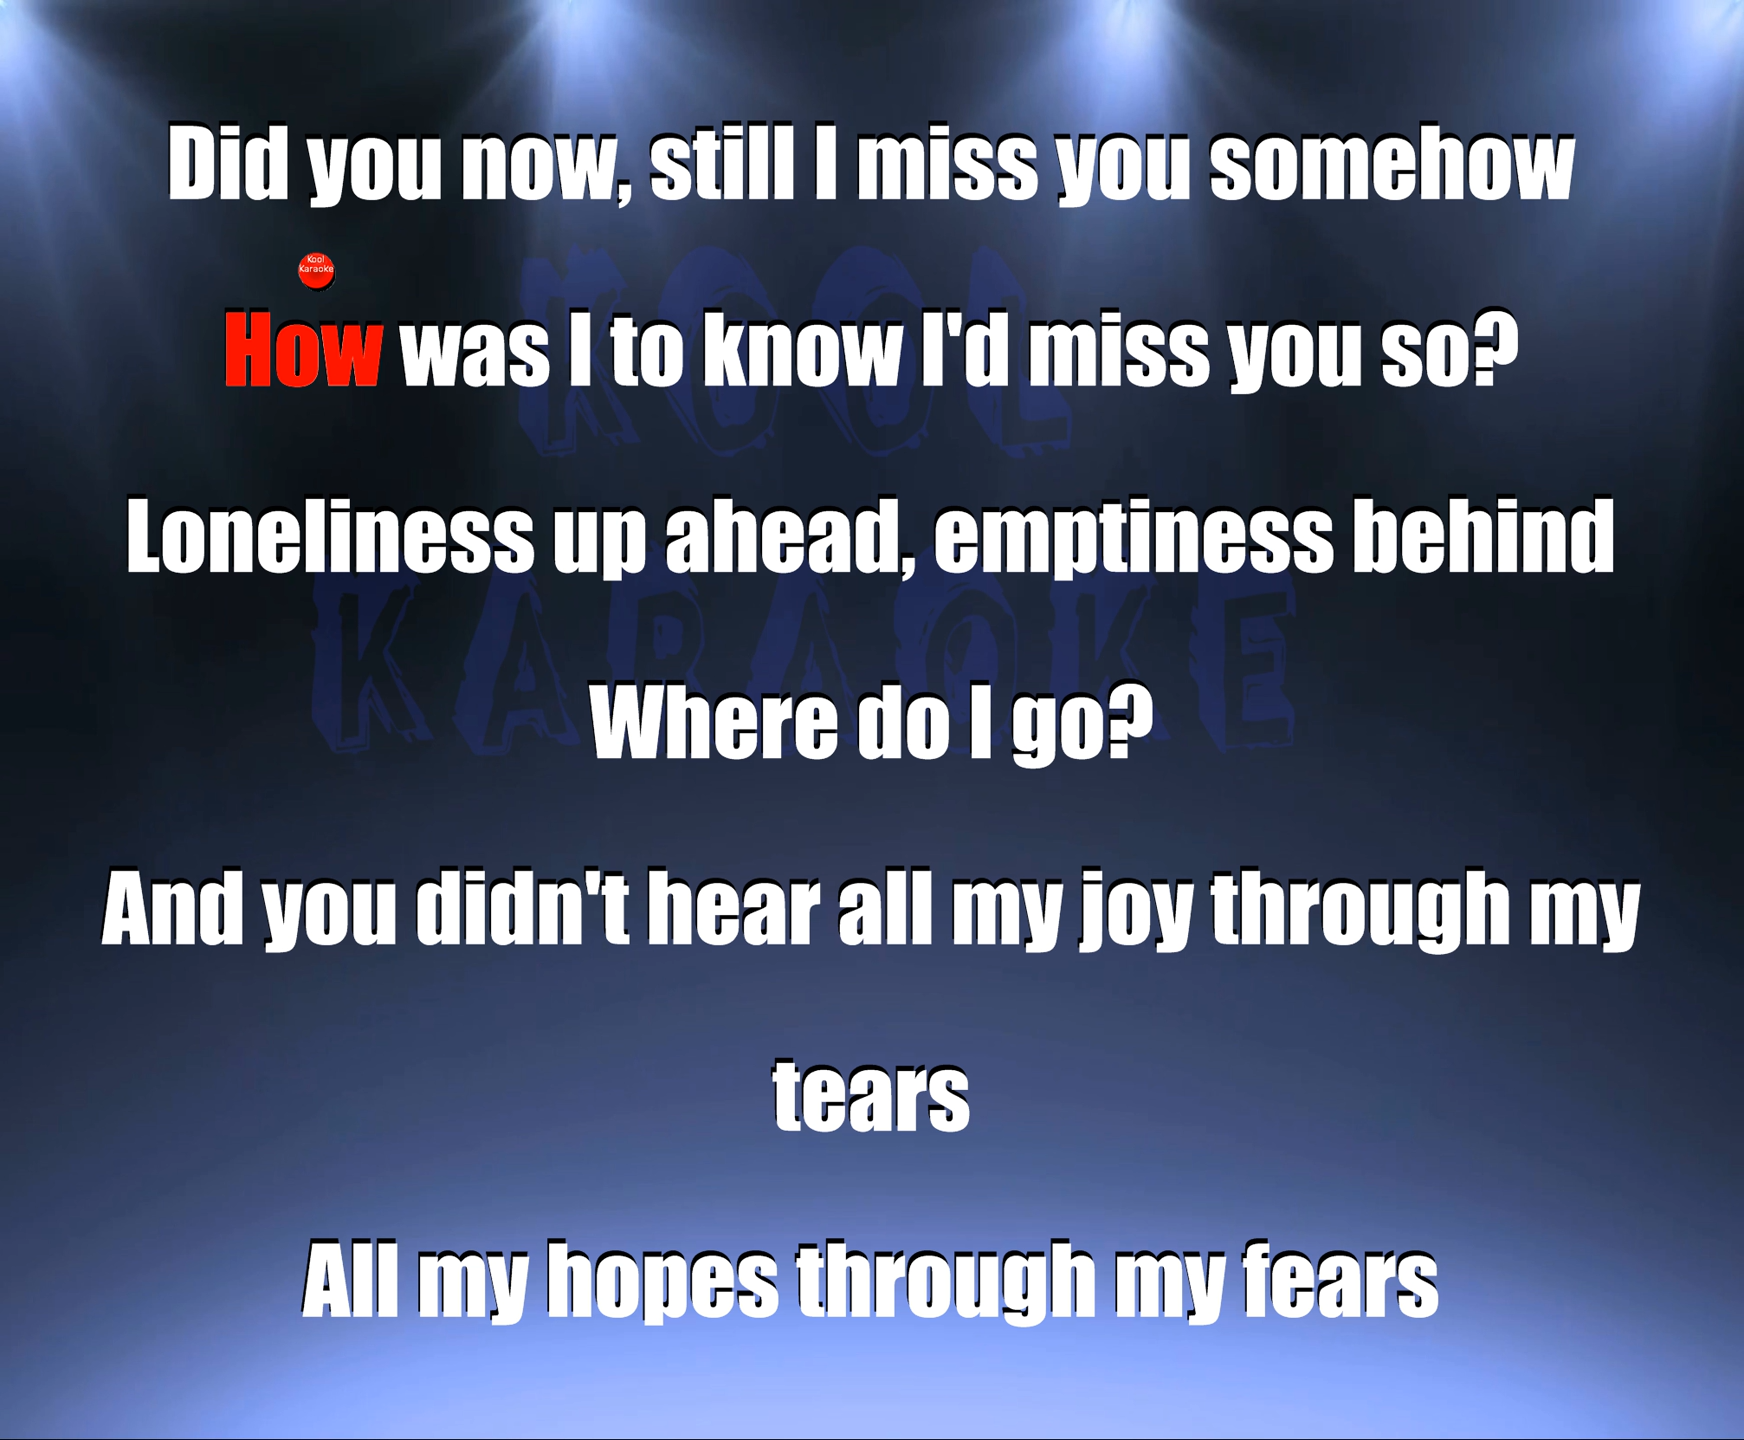 Did you now, still I miss you somehow
Kool
Karaoke
How was I to know I'd miss you so?
KOOL
Loneliness up ahead, emptiness behind
KARAOKE
Where do I go?
And you didn't hear all my joy through my
tears
All my hopes through my fears